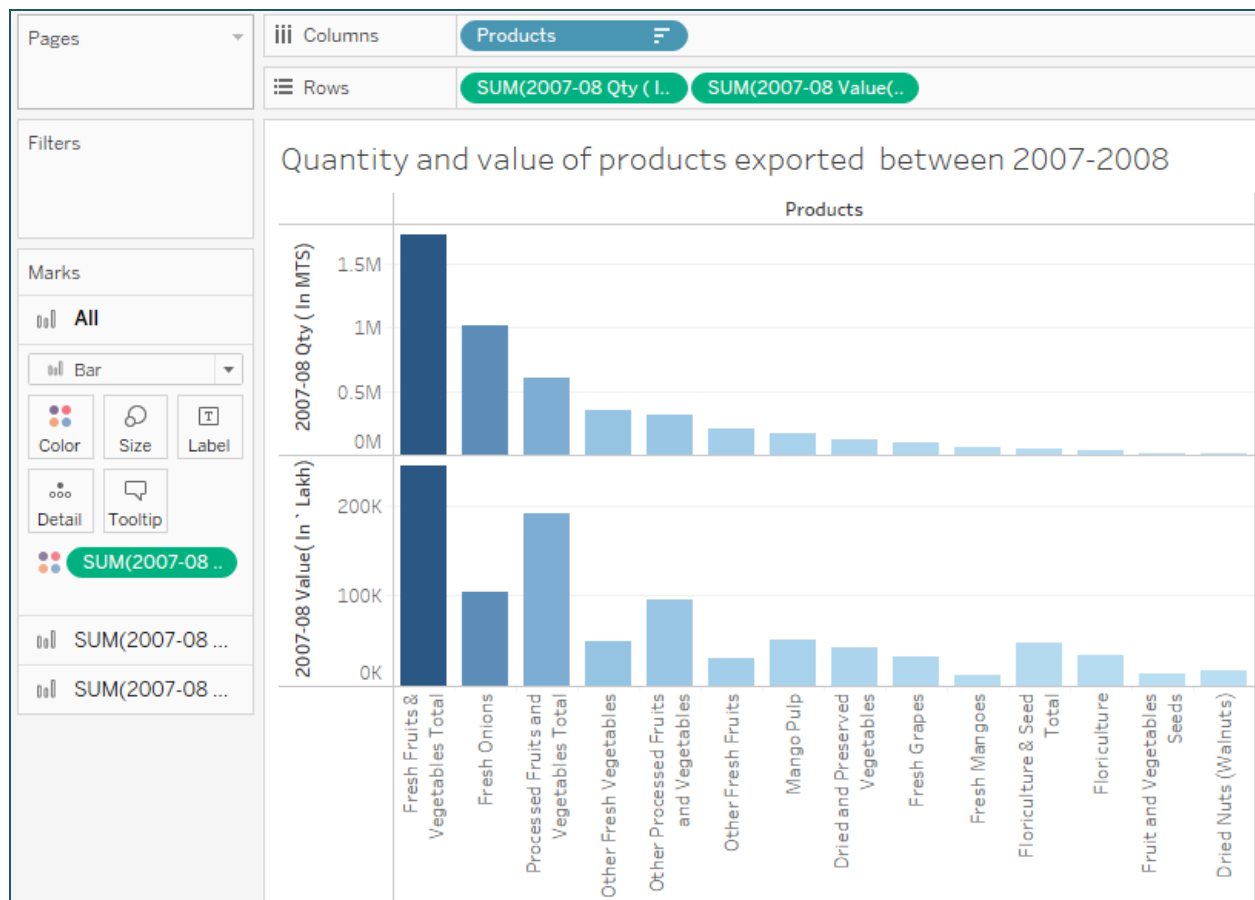 Pages
Columns
Products
Rows
SUM(2007-08 Qty ( I..
SUM(2007-08 Value(..
Filters
Marks
All
Bar
Color
Size
Label
Detail
Tooltip
SUM(2007-08 ..
SUM(2007-08 ...
SUM(2007-08 ...
Quantity and value of products exported  between 2007-2008
Products
2007-08 Qty ( In MTS)
1.5M
1M
0.5M
0M
2007-08 Value( In ` Lakh)
200K
100K
0K
Fresh Fruits &
Vegetables Total
Fresh Onions
Processed Fruits and
Vegetables Total
Other Fresh Vegetables
Other Processed Fruits
and Vegetables
Other Fresh Fruits
Mango Pulp
Dried and Preserved
Vegetables
Fresh Grapes
Fresh Mangoes
Floriculture & Seed
Total
Floriculture
Fruit and Vegetables
Seeds
Dried Nuts (Walnuts)